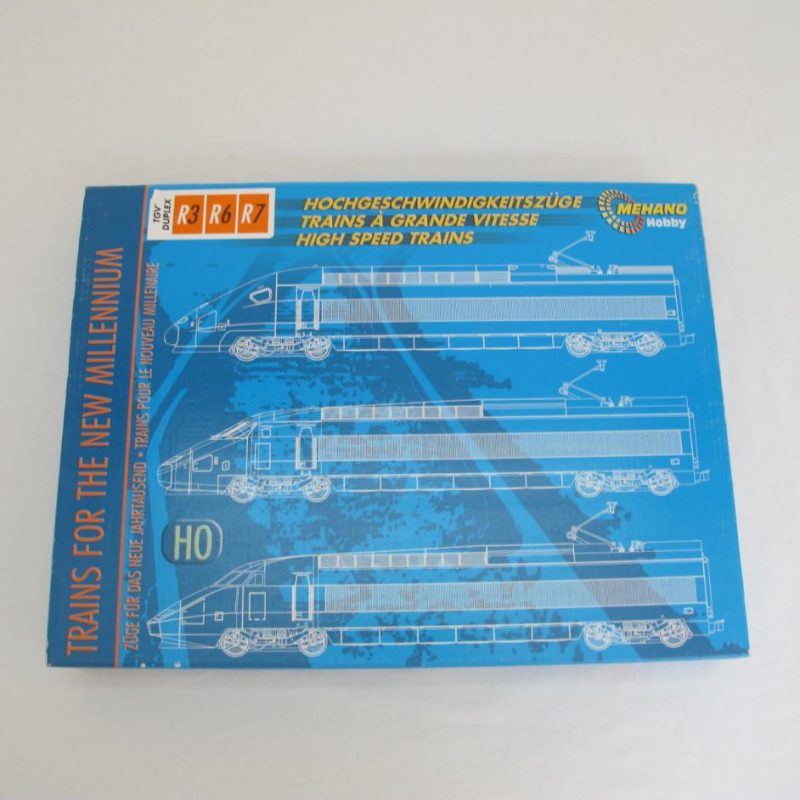 TGV
DUPLEX
R3 R6 R7
HOCHGESCHWINDIGKEITSZÜGE
TRAINS À GRANDE VITESSE
HIGH SPEED TRAINS
MEHANO
Hobby
TRAINS FOR THE NEW MILLENNIUM
ZÜGE FÜR DAS NEUE JAHRTAUSEND • TRAINS POUR LE NOUVEAU MILLENAIRE
HO